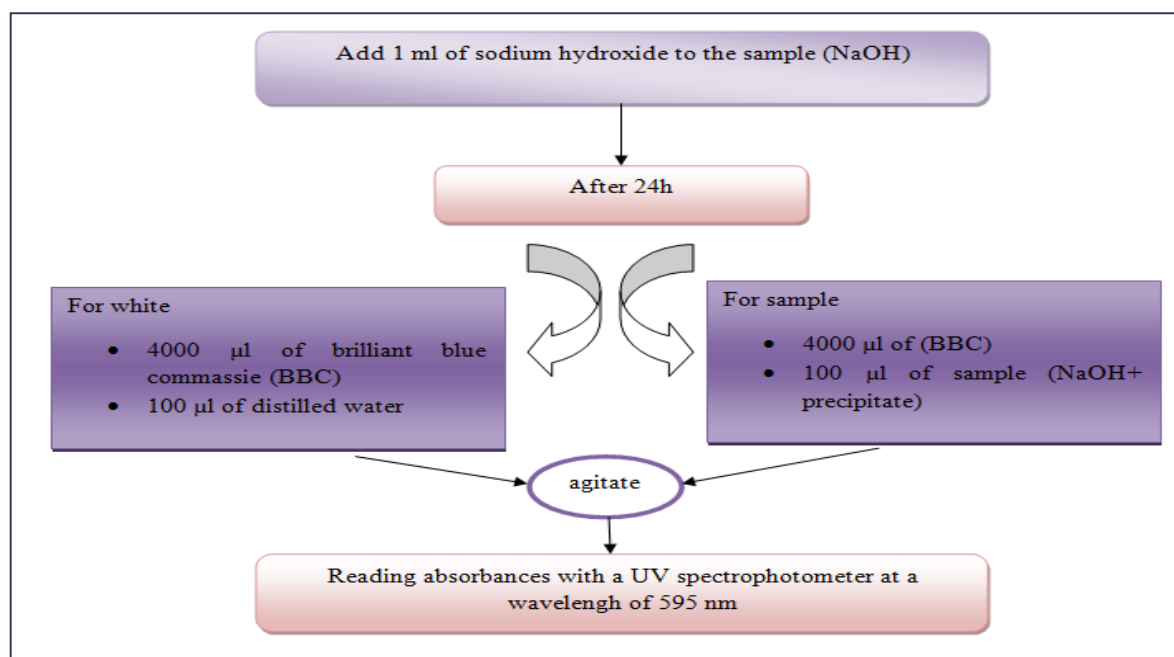 Add 1 ml of sodium hydroxide to the sample (NaOH)
After 24h
For white
• 4000 µl of brilliant blue
commassie (BBC)
• 100 µl of distilled water
For sample
• 4000 µl of (BBC)
• 100 µl of sample (NaOH+
precipitate)
agitate
Reading absorbances with a UV spectrophotometer at a
wavelengh of 595 nm